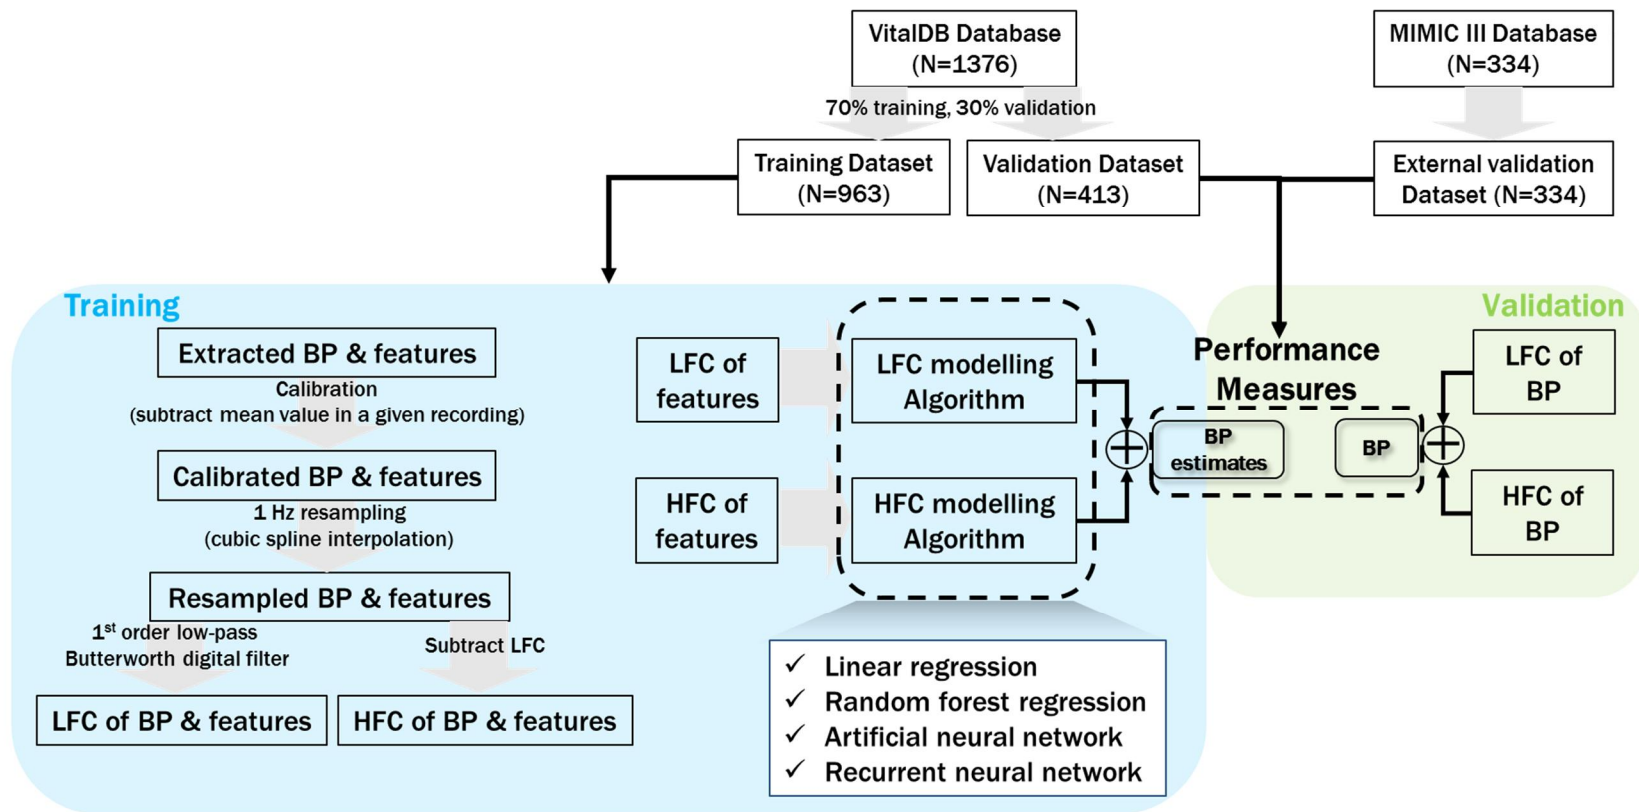 VitalDB Database
(N=1376)
MIMIC III Database
(N=334)
70% training, 30% validation
Training Dataset
(N=963)
Validation Dataset
(N=413)
External validation
Dataset (N=334)
Training
Extracted BP & features
Calibration
(subtract mean value in a given recording)
Calibrated BP & features
1 Hz resampling
(cubic spline interpolation)
Resampled BP & features
1st order low-pass
Butterworth digital filter
Subtract LFC
LFC of BP & features
HFC of BP & features
LFC of
features
HFC of
features
LFC modelling
Algorithm
HFC modelling
Algorithm
✓ Linear regression
✓ Random forest regression
✓ Artificial neural network
✓ Recurrent neural network
Validation
Performance
Measures
BP
estimates
BP
LFC of
BP
HFC of
BP